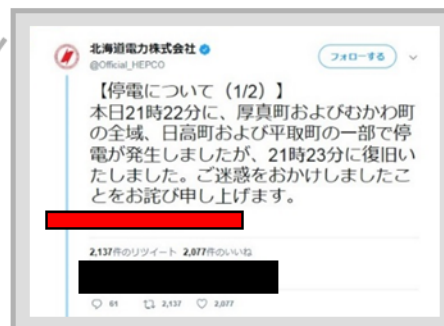 北海道電力株式会社
@Official_HEPCO
フォローする
【停電について（1/2）】
本日21時22分に、厚真町およびむかわ町
の全域、日高町および平取町の一部で停
電が発生しましたが、21時23分に復旧い
たしました。ご迷惑をおかけしましたこ
とをお詫び申し上げます。
2,137件のリツイート 2,077件のいいね
61 2,137 2,077